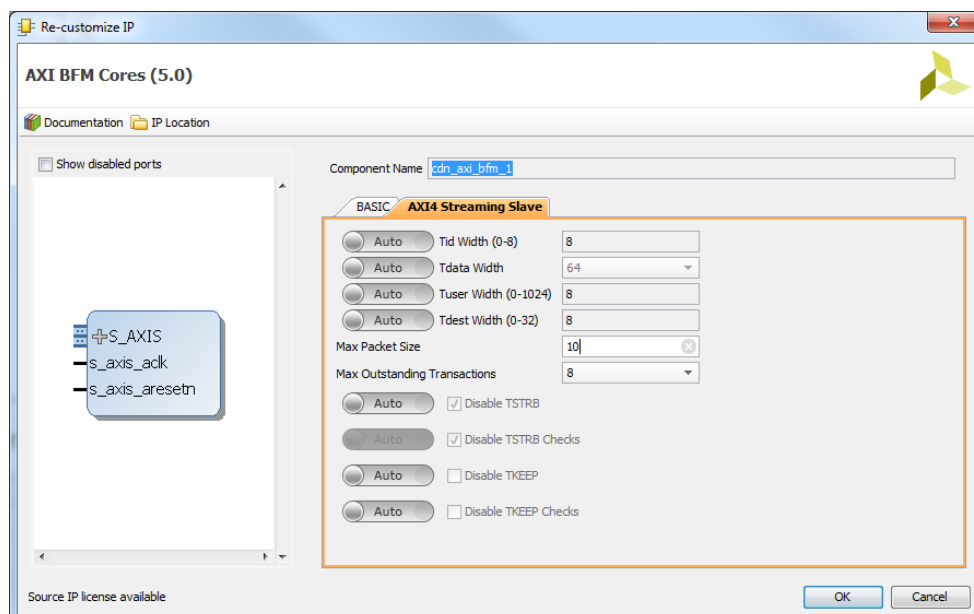 Re-customize IP
AXI BFM Cores (5.0)
Documentation IP Location
Show disabled ports
S_AXIS
s_axis_aclk
s_axis_aresetn
Component Name cdn_axi_bfm_1
BASIC AXI4 Streaming Slave
Auto Tid Width (0-8) 8
Auto Tdata Width 64
Auto Tuser Width (0-1024) 8
Auto Tdest Width (0-32) 8
Max Packet Size 10
Max Outstanding Transactions 8
Auto Disable TSTRB
Auto Disable TSTRB Checks
Auto Disable TKEEP
Auto Disable TKEEP Checks
Source IP license available OK Cancel